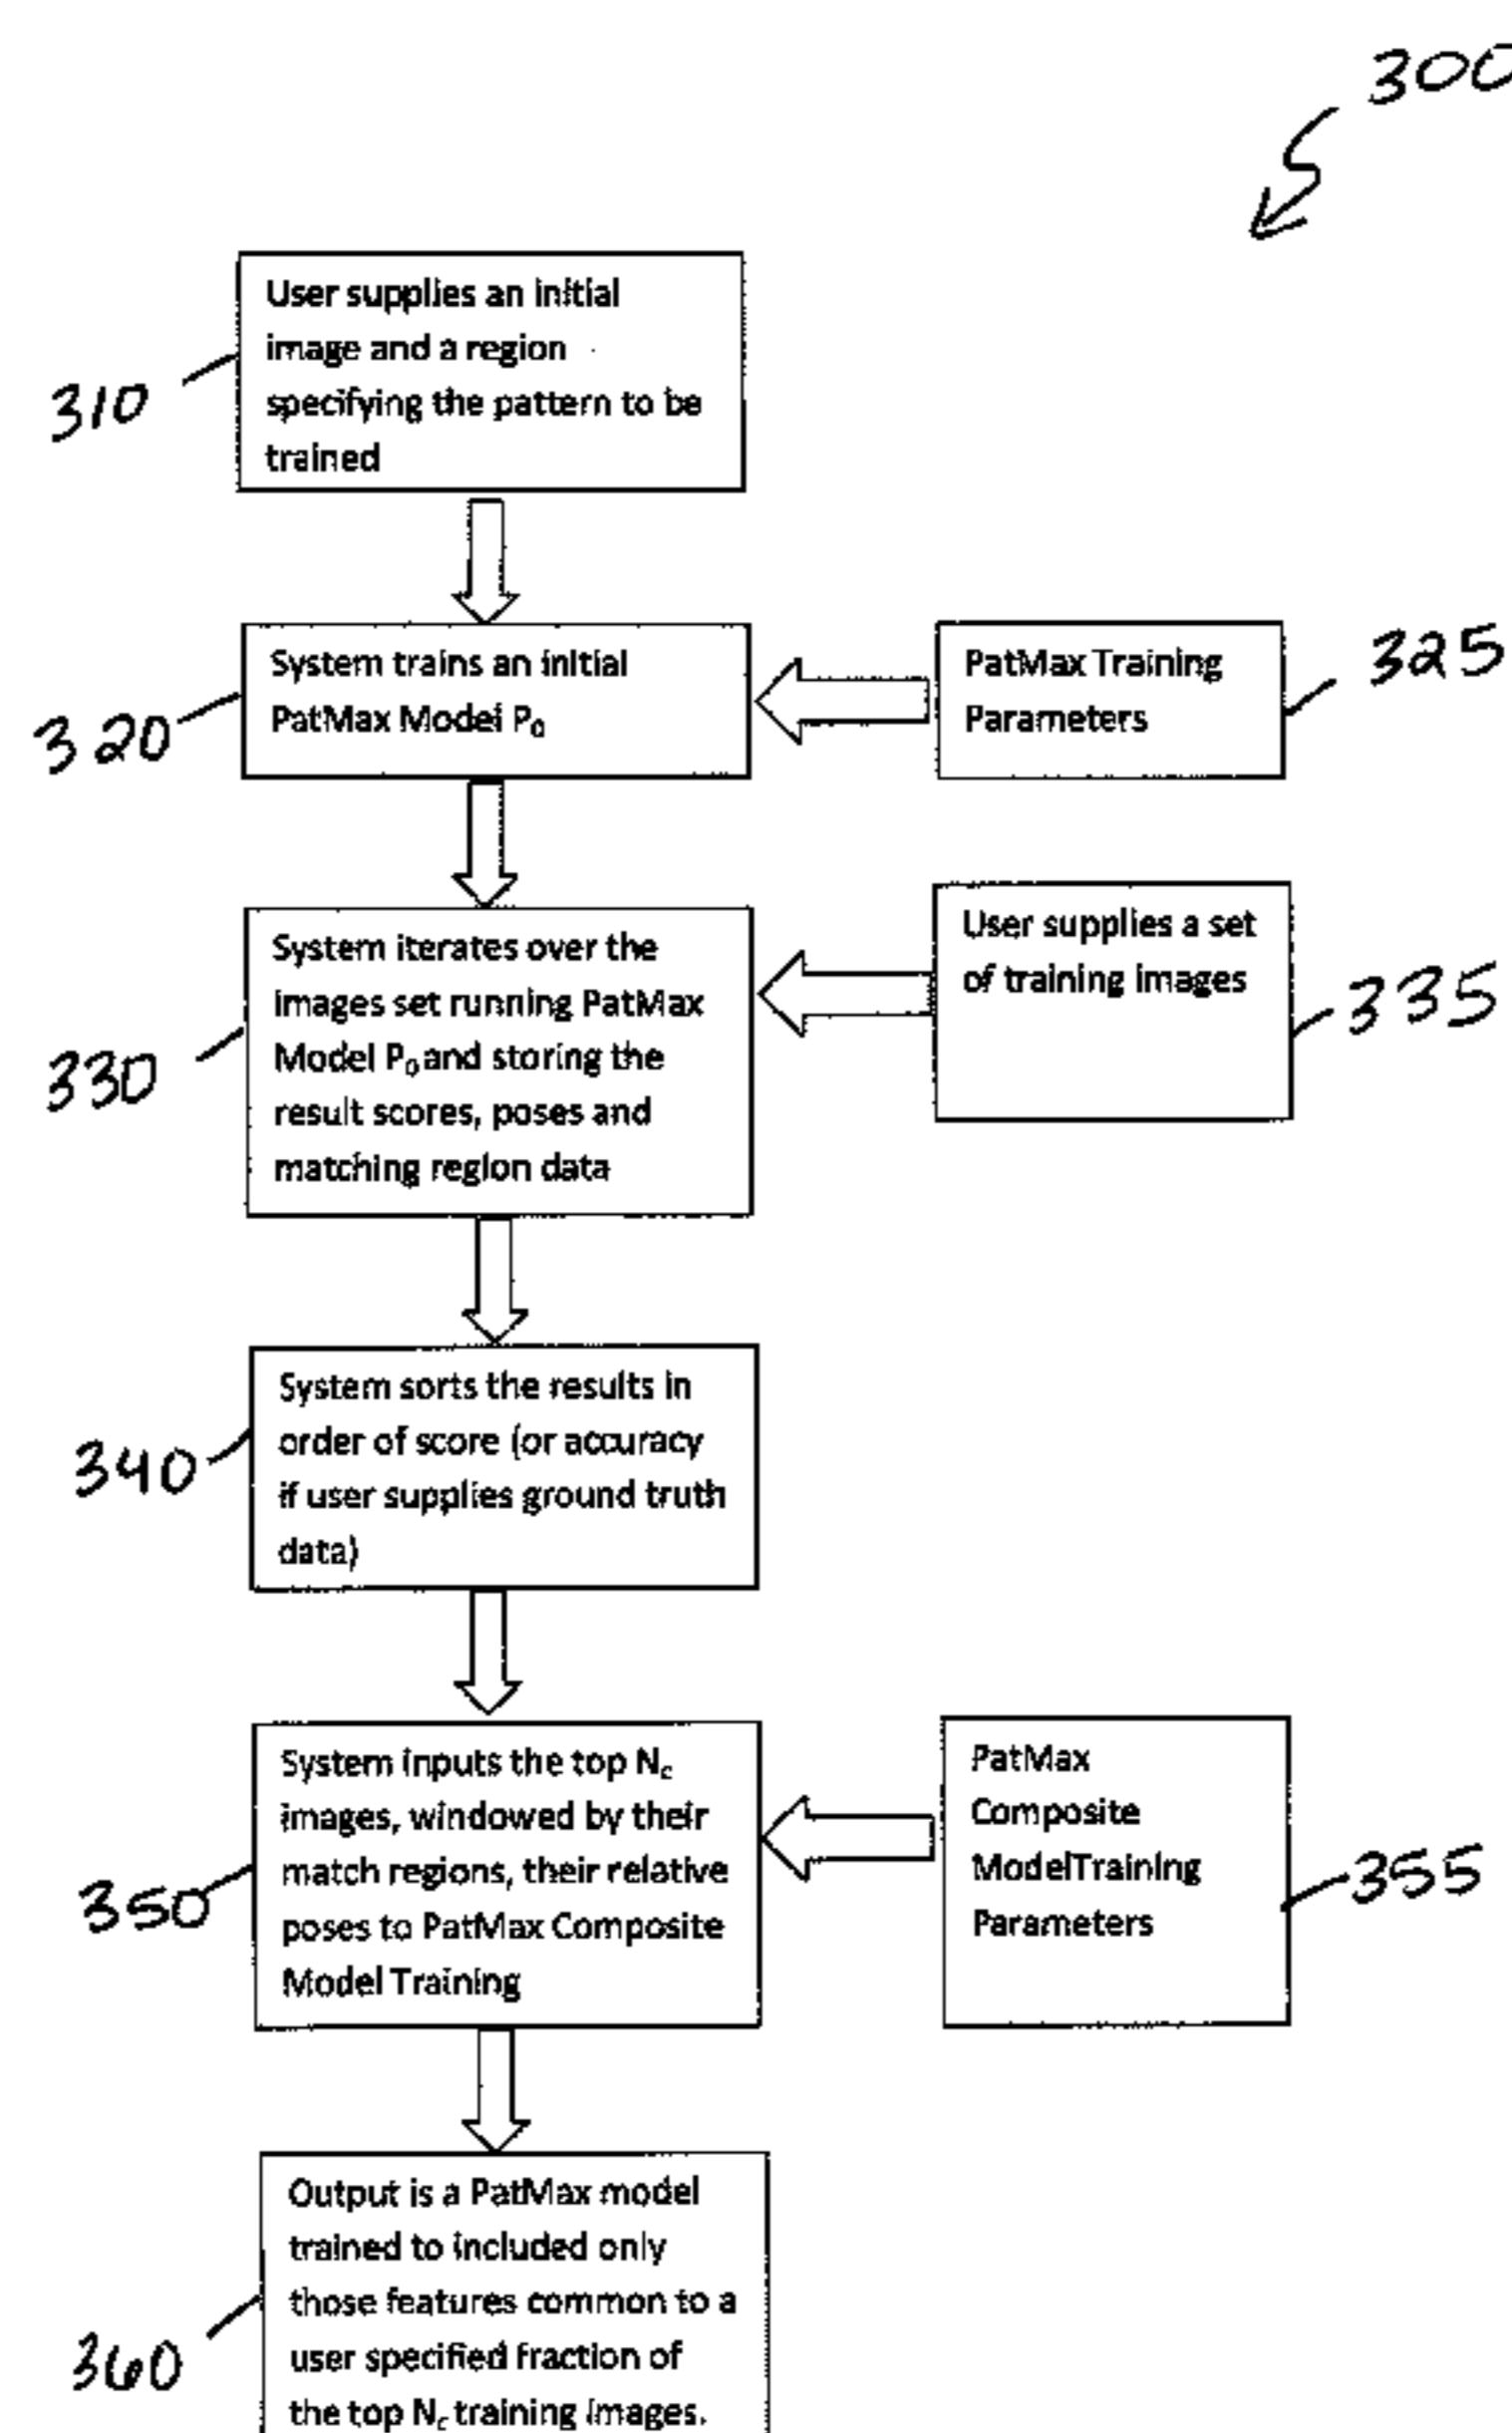 300
User supplies an initial
image and a region
specifying the pattern to be
trained
310
System trains an initial
PatMax Model P₀
320
PatMax Training
Parameters
325
System iterates over the
images set running PatMax
Model P₀ and storing the
result scores, poses and
matching region data
330
User supplies a set
of training images
335
System sorts the results in
order of score (or accuracy
if user supplies ground truth
data)
340
System inputs the top N꜀
images, windowed by their
match regions, their relative
poses to PatMax Composite
Model Training
350
PatMax
Composite
ModelTraining
Parameters
355
Output is a PatMax model
trained to included only
those features common to a
user specified fraction of
the top N꜀ training images.
360